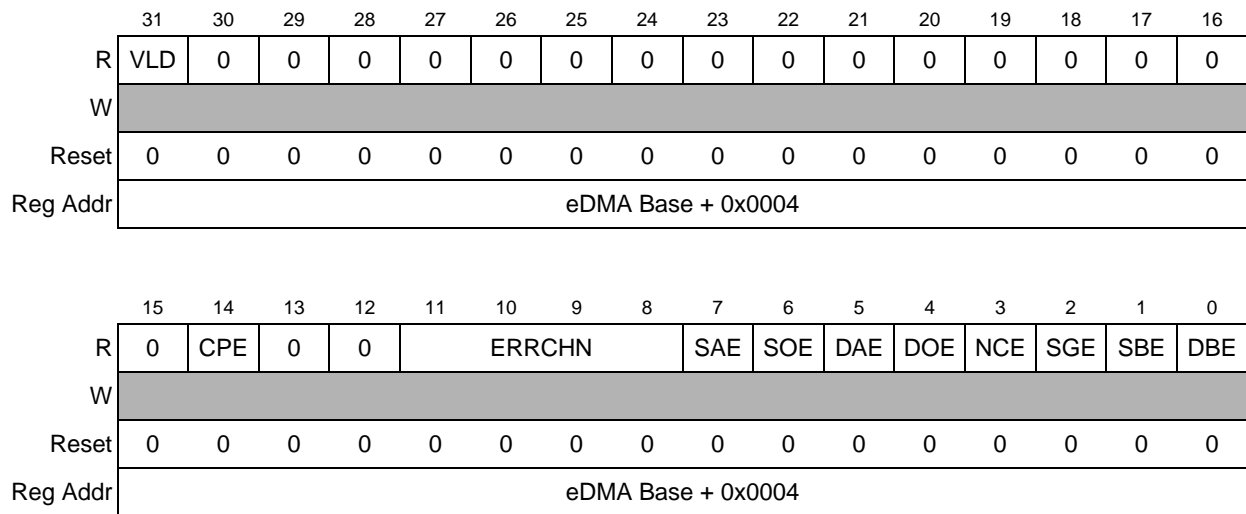 31 30 29 28 27 26 25 24 23 22 21 20 19 18 17 16
R VLD 0 0 0 0 0 0 0 0 0 0 0 0 0 0 0
W
Reset 0 0 0 0 0 0 0 0 0 0 0 0 0 0 0 0
Reg Addr eDMA Base + 0x0004
15 14 13 12 11 10 9 8 7 6 5 4 3 2 1 0
R 0 CPE 0 0 ERRCHN SAE SOE DAE DOE NCE SGE SBE DBE
W
Reset 0 0 0 0 0 0 0 0 0 0 0 0 0 0 0 0
Reg Addr eDMA Base + 0x0004